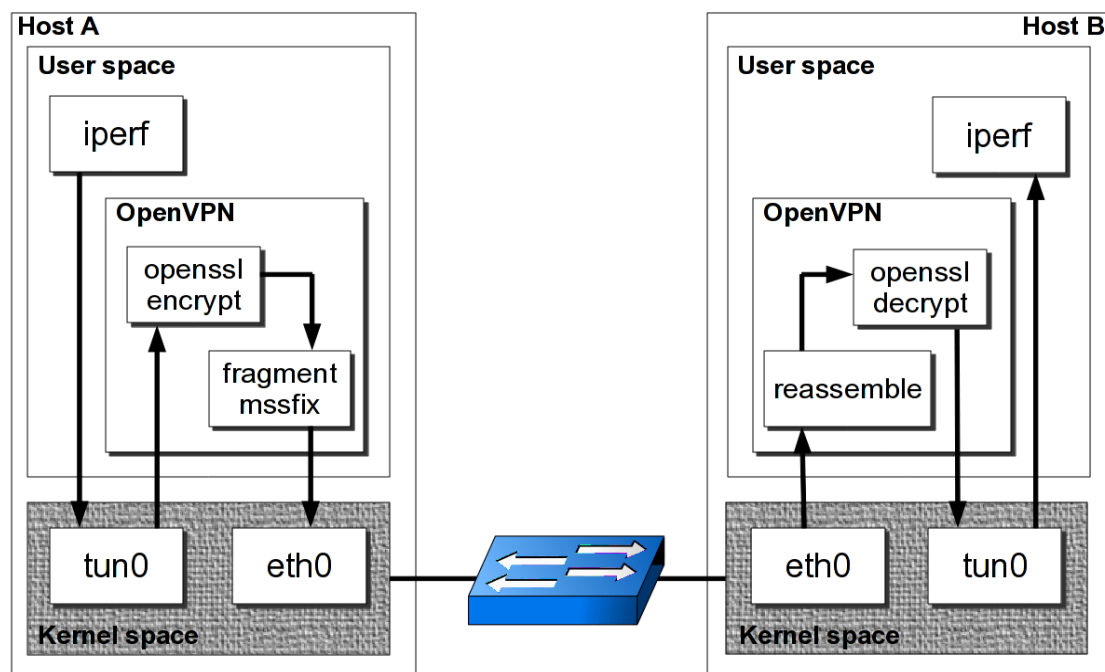 Host A
User space
iperf
OpenVPN
openssl
encrypt
fragment
mssfix
tun0
eth0
Kernel space
Host B
User space
iperf
OpenVPN
openssl
decrypt
reassemble
eth0
tun0
Kernel space